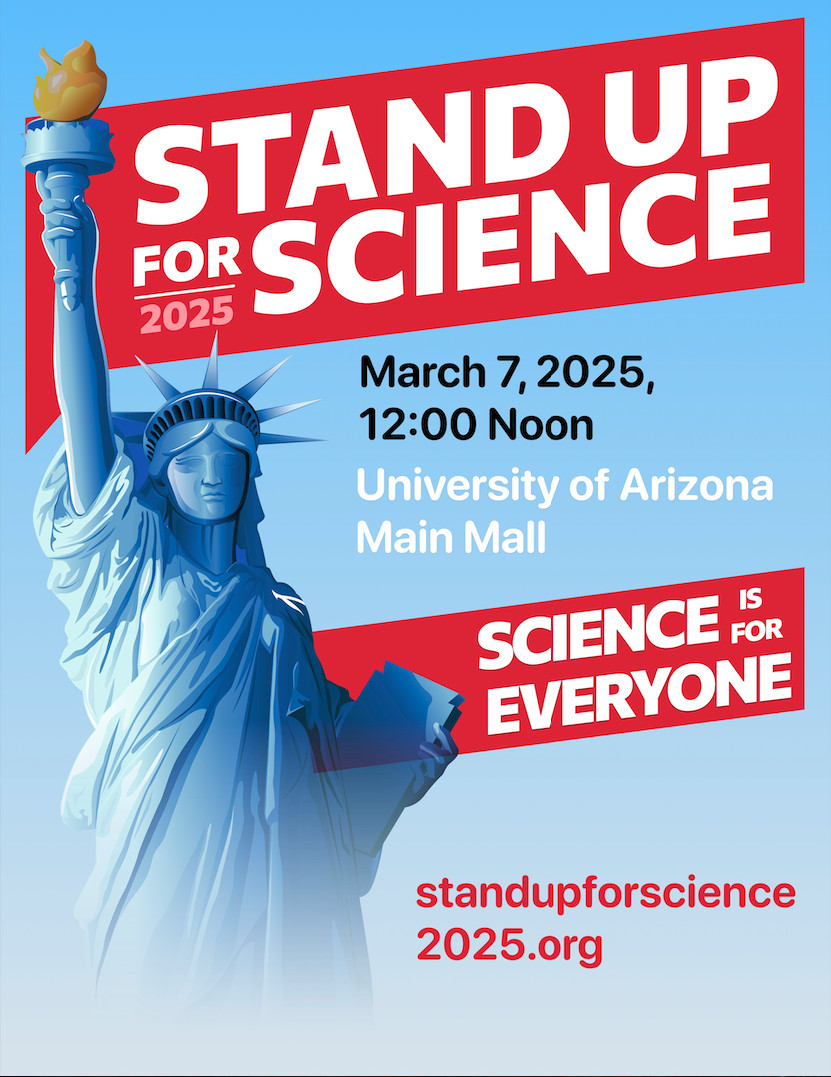 STAND UP
FOR SCIENCE
2025
March 7, 2025,
12:00 Noon
University of Arizona
Main Mall
SCIENCE IS FOR
EVERYONE
standupforscience
2025.org